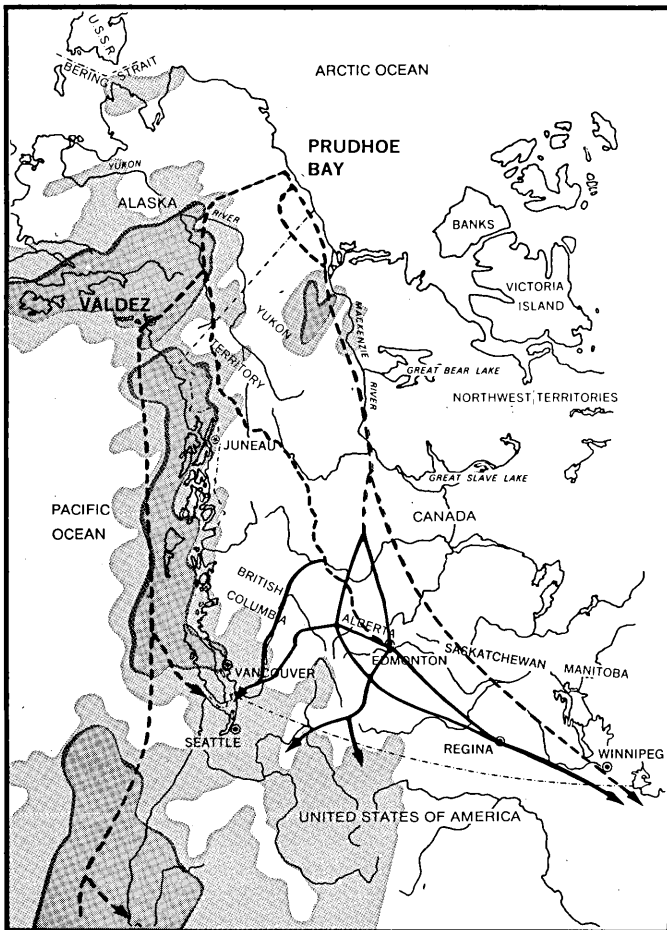 USSR
BERING STRAIT
ARCTIC OCEAN
PRUDHOE
BAY
YUKON
ALASKA
RIVER
BANKS
VICTORIA
ISLAND
VALDEZ
YUKON
TERRITORY
MACKENZIE
RIVER
GREAT BEAR LAKE
NORTHWEST TERRITORIES
JUNEAU
GREAT SLAVE LAKE
PACIFIC
OCEAN
CANADA
BRITISH
COLUMBIA
ALBERTA
EDMONTON
SASKATCHEWAN
MANITOBA
VANCOUVER
SEATTLE
REGINA
WINNIPEG
UNITED STATES OF AMERICA